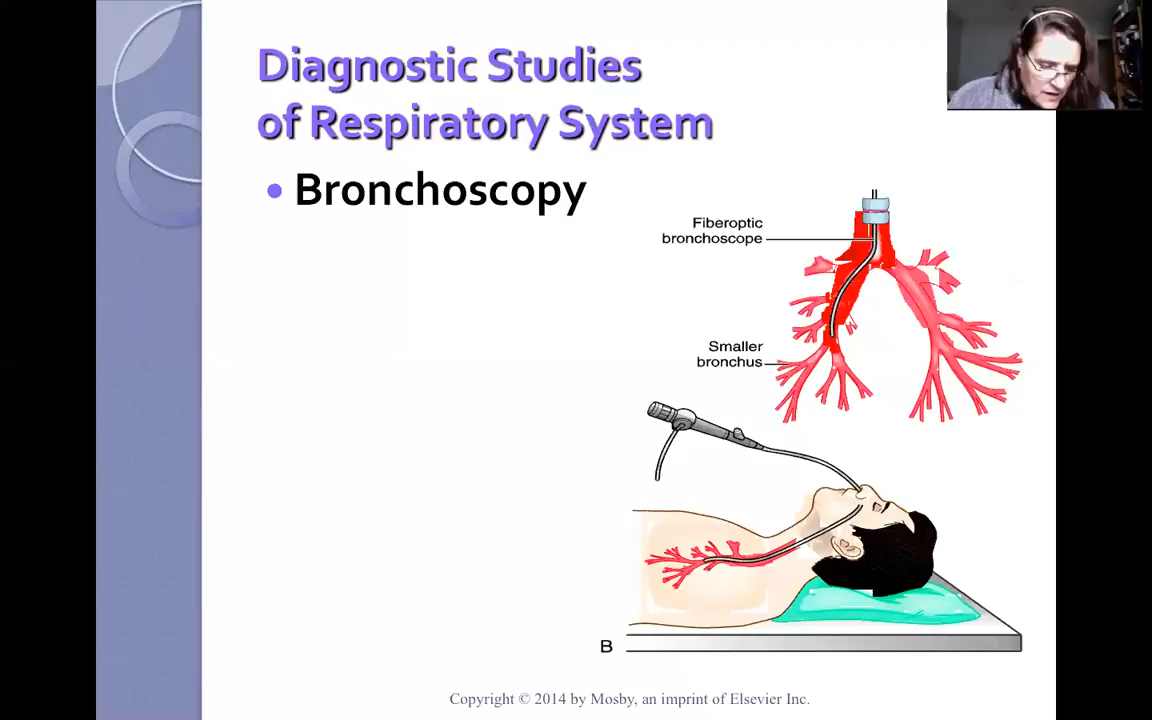 Diagnostic Studies
of Respiratory System
• Bronchoscopy
Fiberoptic
bronchoscope
Smaller
bronchus
B
Copyright © 2014 by Mosby, an imprint of Elsevier Inc.